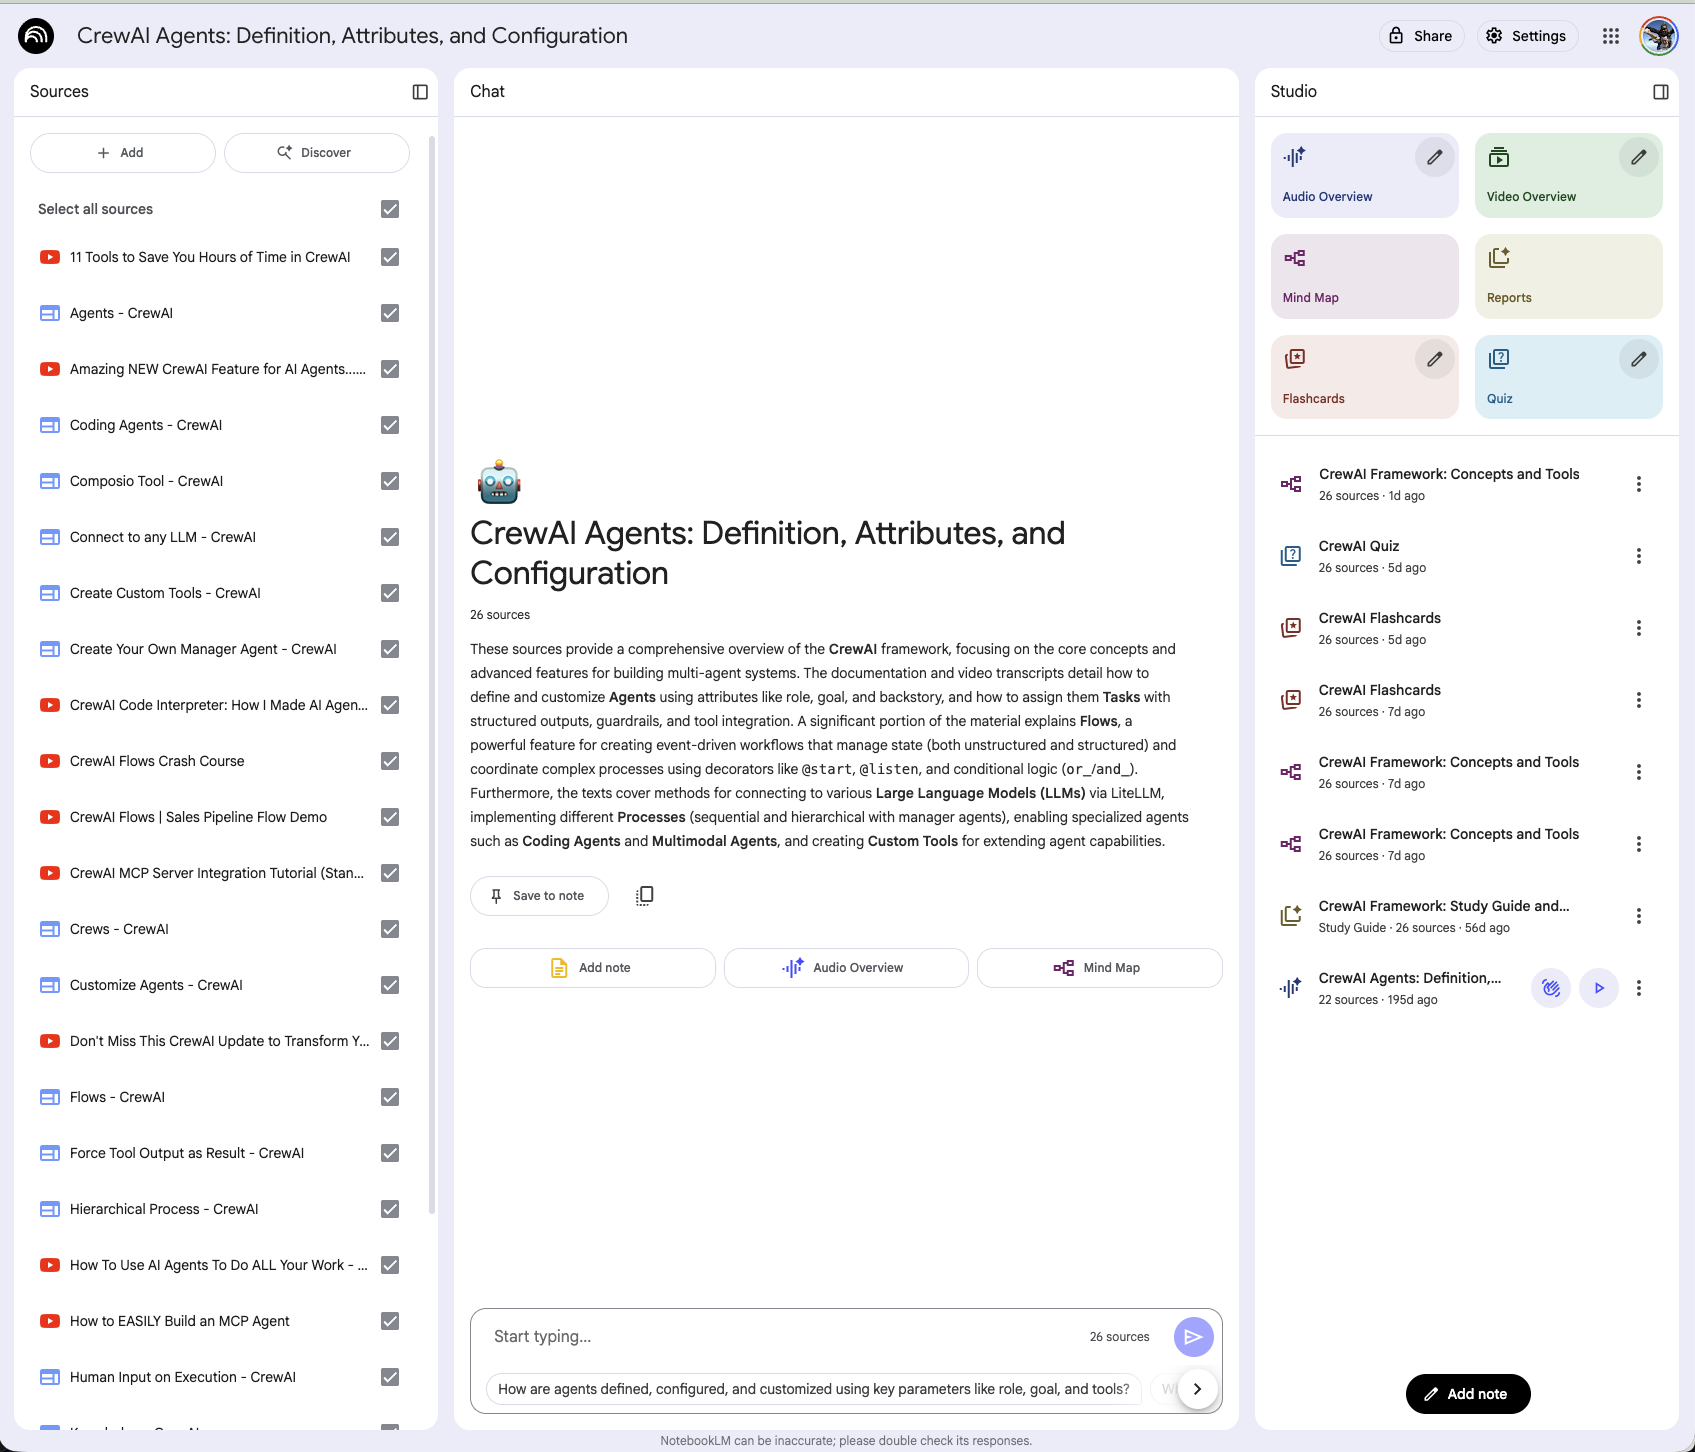 CrewAI Agents: Definition, Attributes, and Configuration
Share
Settings
Sources
Add
Discover
Select all sources
11 Tools to Save You Hours of Time in CrewAI
Agents - CrewAI
Amazing NEW CrewAI Feature for AI Agents......
Coding Agents - CrewAI
Composio Tool - CrewAI
Connect to any LLM - CrewAI
Create Custom Tools - CrewAI
Create Your Own Manager Agent - CrewAI
CrewAI Code Interpreter: How I Made AI Agen...
CrewAI Flows Crash Course
CrewAI Flows | Sales Pipeline Flow Demo
CrewAI MCP Server Integration Tutorial (Stan...
Crews - CrewAI
Customize Agents - CrewAI
Don't Miss This CrewAI Update to Transform Y...
Flows - CrewAI
Force Tool Output as Result - CrewAI
Hierarchical Process - CrewAI
How To Use AI Agents To Do ALL Your Work - ...
How to EASILY Build an MCP Agent
Human Input on Execution - CrewAI
Chat
CrewAI Agents: Definition, Attributes, and
Configuration
26 sources
These sources provide a comprehensive overview of the CrewAI framework, focusing on the core concepts and
advanced features for building multi-agent systems. The documentation and video transcripts detail how to
define and customize Agents using attributes like role, goal, and backstory, and how to assign them Tasks with
structured outputs, guardrails, and tool integration. A significant portion of the material explains Flows, a
powerful feature for creating event-driven workflows that manage state (both unstructured and structured) and
coordinate complex processes using decorators like @start, @listen, and conditional logic (or_/and_).
Furthermore, the texts cover methods for connecting to various Large Language Models (LLMs) via LiteLLM,
implementing different Processes (sequential and hierarchical with manager agents), enabling specialized agents
such as Coding Agents and Multimodal Agents, and creating Custom Tools for extending agent capabilities.
Save to note
Add note
Audio Overview
Mind Map
Start typing...
26 sources
How are agents defined, configured, and customized using key parameters like role, goal, and tools?
NotebookLM can be inaccurate; please double check its responses.
Studio
Audio Overview
Video Overview
Mind Map
Reports
Flashcards
Quiz
CrewAI Framework: Concepts and Tools
26 sources · 1d ago
CrewAI Quiz
26 sources · 5d ago
CrewAI Flashcards
26 sources · 5d ago
CrewAI Flashcards
26 sources · 7d ago
CrewAI Framework: Concepts and Tools
26 sources · 7d ago
CrewAI Framework: Concepts and Tools
26 sources · 7d ago
CrewAI Framework: Study Guide and...
Study Guide · 26 sources · 56d ago
CrewAI Agents: Definition,...
22 sources · 195d ago
Add note